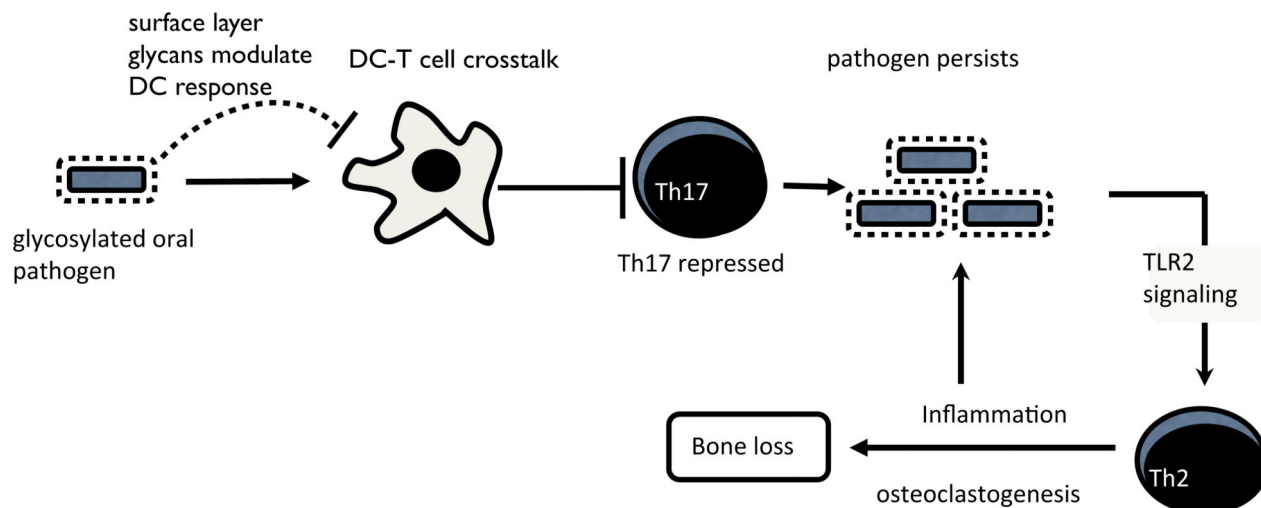 surface layer
glycans modulate
DC response
DC-T cell crosstalk
pathogen persists
glycosylated oral
pathogen
Th17
Th17 repressed
TLR2
signaling
Inflammation
Bone loss
osteoclastogenesis
Th2